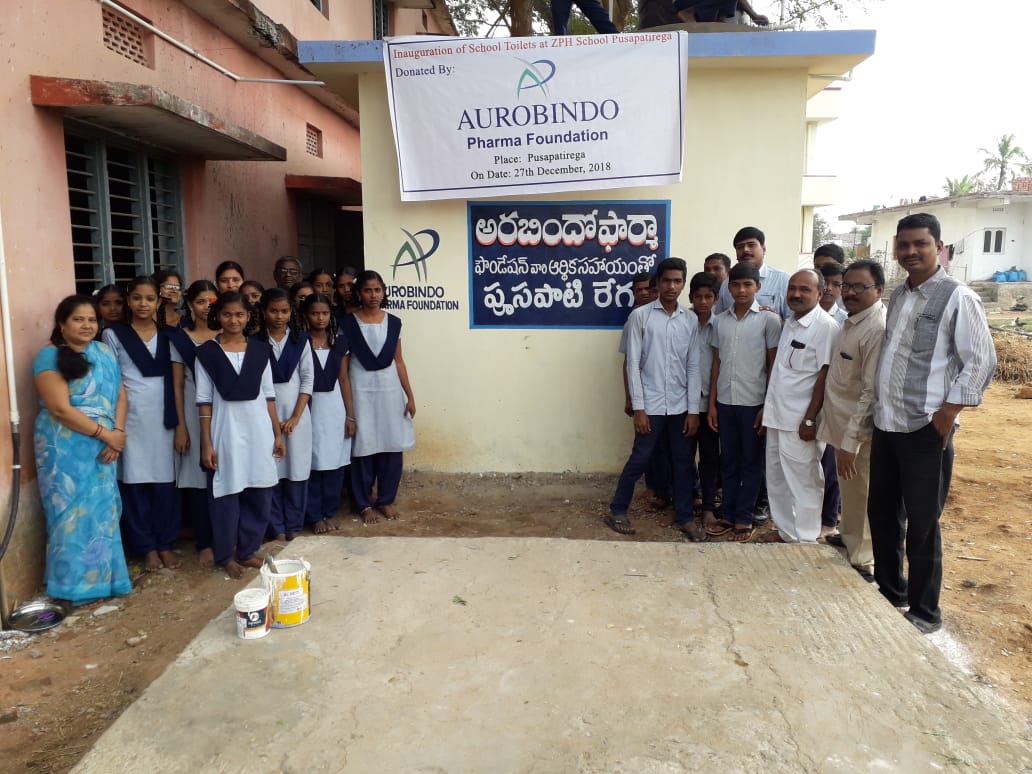 Inauguration of School Toilets at ZPH School Pusapatirega
Donated By:
AUROBINDO
Pharma Foundation
Place: Pusapatirega
On Date: 27th December, 2018
అరబిందోఫార్మా
ఫౌండేషన్ వారి ఆర్థికసహాయంతో
పూసపాటి రేగ
UROBINDO
PHARMA FOUNDATION